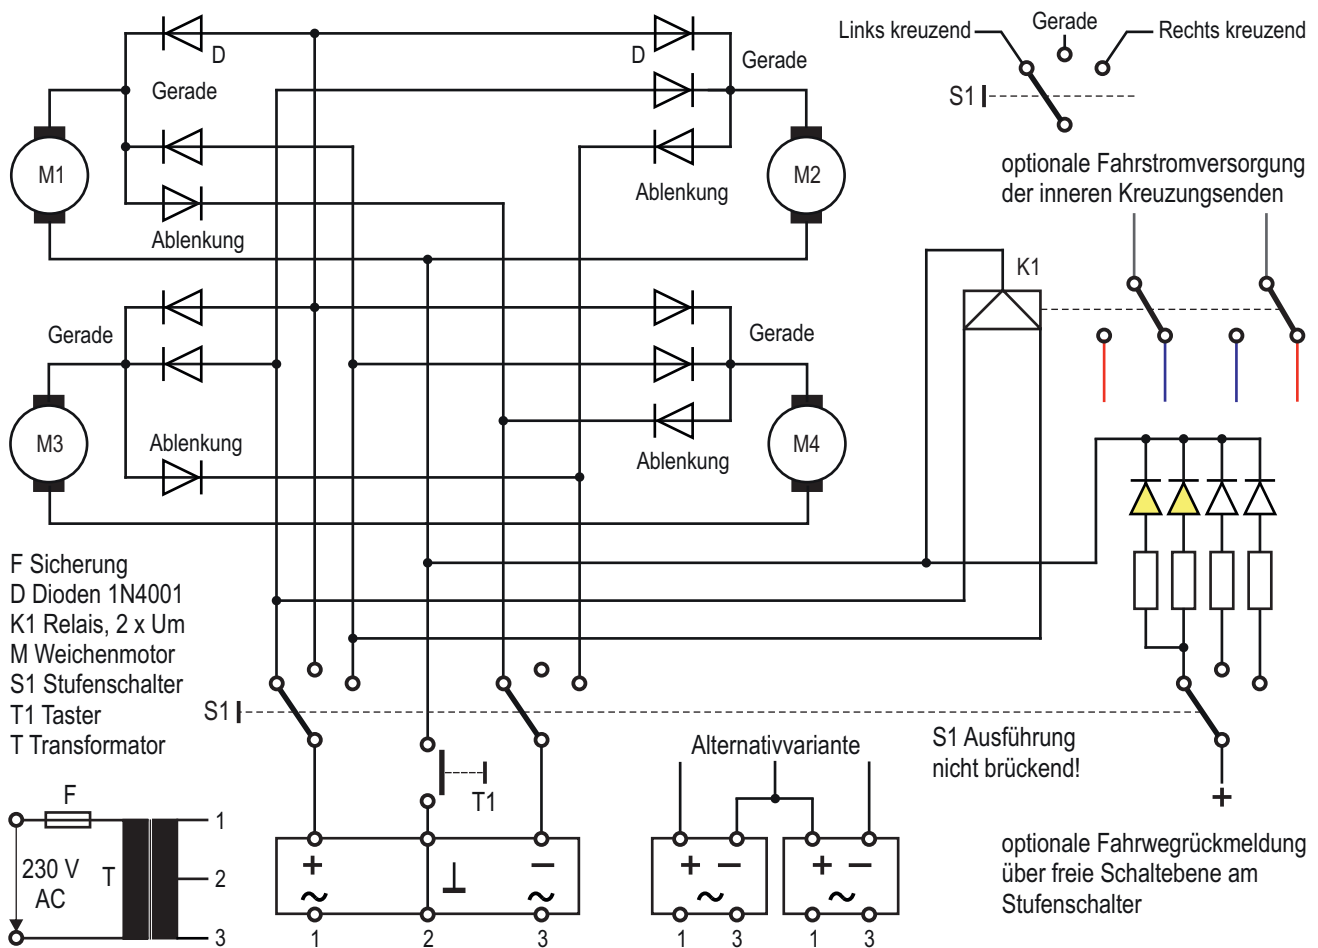 Links kreuzend
Gerade
Rechts kreuzend
S1
D
D
Gerade
Gerade
M1
M2
Ablenkung
Ablenkung
optionale Fahrstromversorgung
der inneren Kreuzungsenden
K1
Gerade
Gerade
M3
M4
Ablenkung
Ablenkung
F Sicherung
D Dioden 1N4001
K1 Relais, 2 x Um
M Weichenmotor
S1 Stufenschalter
T1 Taster
T Transformator
S1
T1
Alternativvariante
S1 Ausführung
nicht brückend!
+
F
230 V
AC
T
1
2
3
+ ⊥ −
~ ~
1 2 3
+ − + −
~ ~
1 3 1 3
optionale Fahrwegrückmeldung
über freie Schaltebene am
Stufenschalter